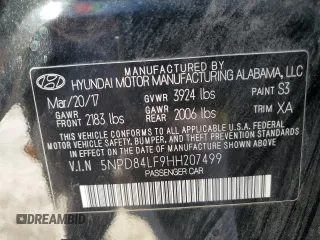 MANUFACTURED BY
HYUNDAI MOTOR MANUFACTURING ALABAMA, LLC
Mar/20/17 GVWR 3924 lbs PAINT S3
GAWR FRONT 2183 lbs GAWR REAR 2006 lbs TRIM XA
THIS VEHICLE CONFORMS TO ALL APPLICABLE
FEDERAL MOTOR VEHICLE SAFETY, BUMPER, AND
THEFT PREVENTION STANDARDS IN EFFECT ON THE DATE OF
MANUFACTURE SHOWN ABOVE.
V.I.N 5NPD84LF9HH207499
PASSENGER CAR
DREAMBID